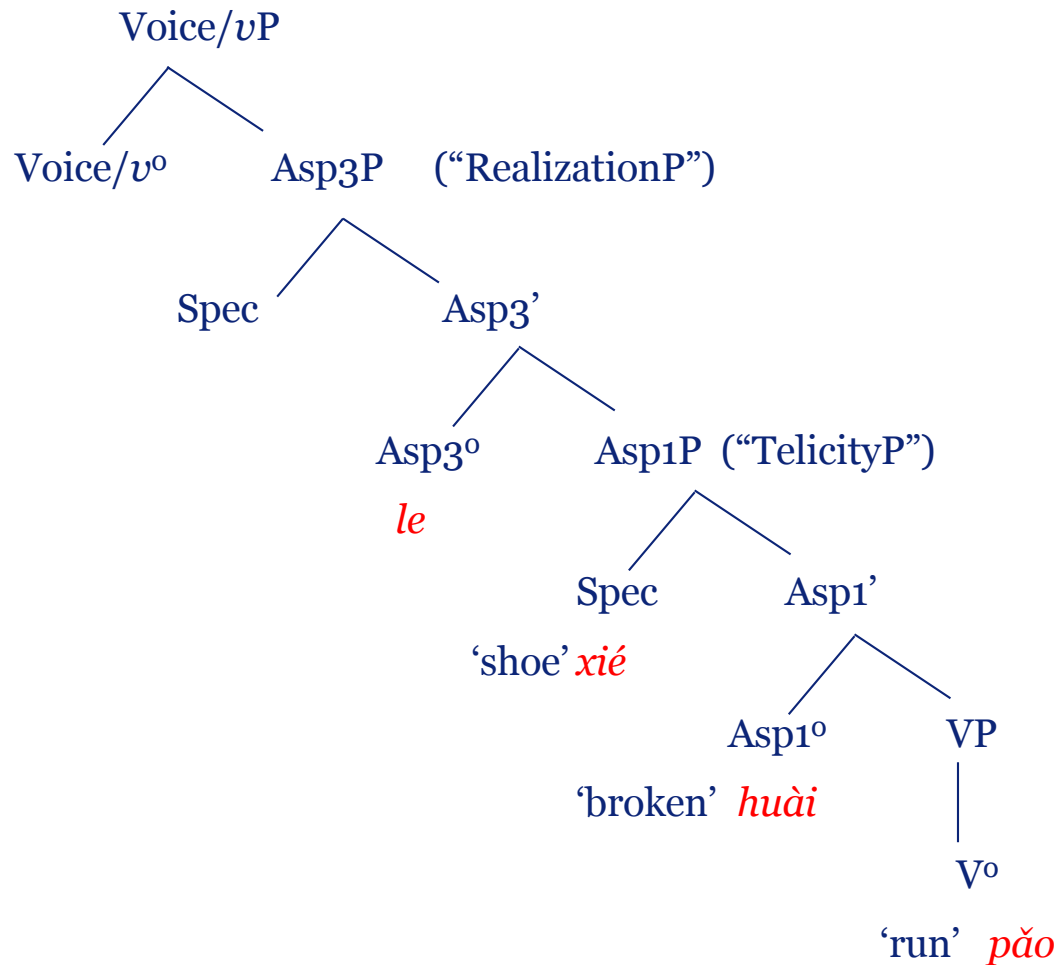 Voice/vP
Voice/vº Asp3P (“RealizationP”)
Spec Asp3’
Asp3º Asp1P (“TelicityP”)
le
Spec Asp1’
‘shoe’ xié
Asp1º VP
‘broken’ huài
Vº
‘run’ pǎo